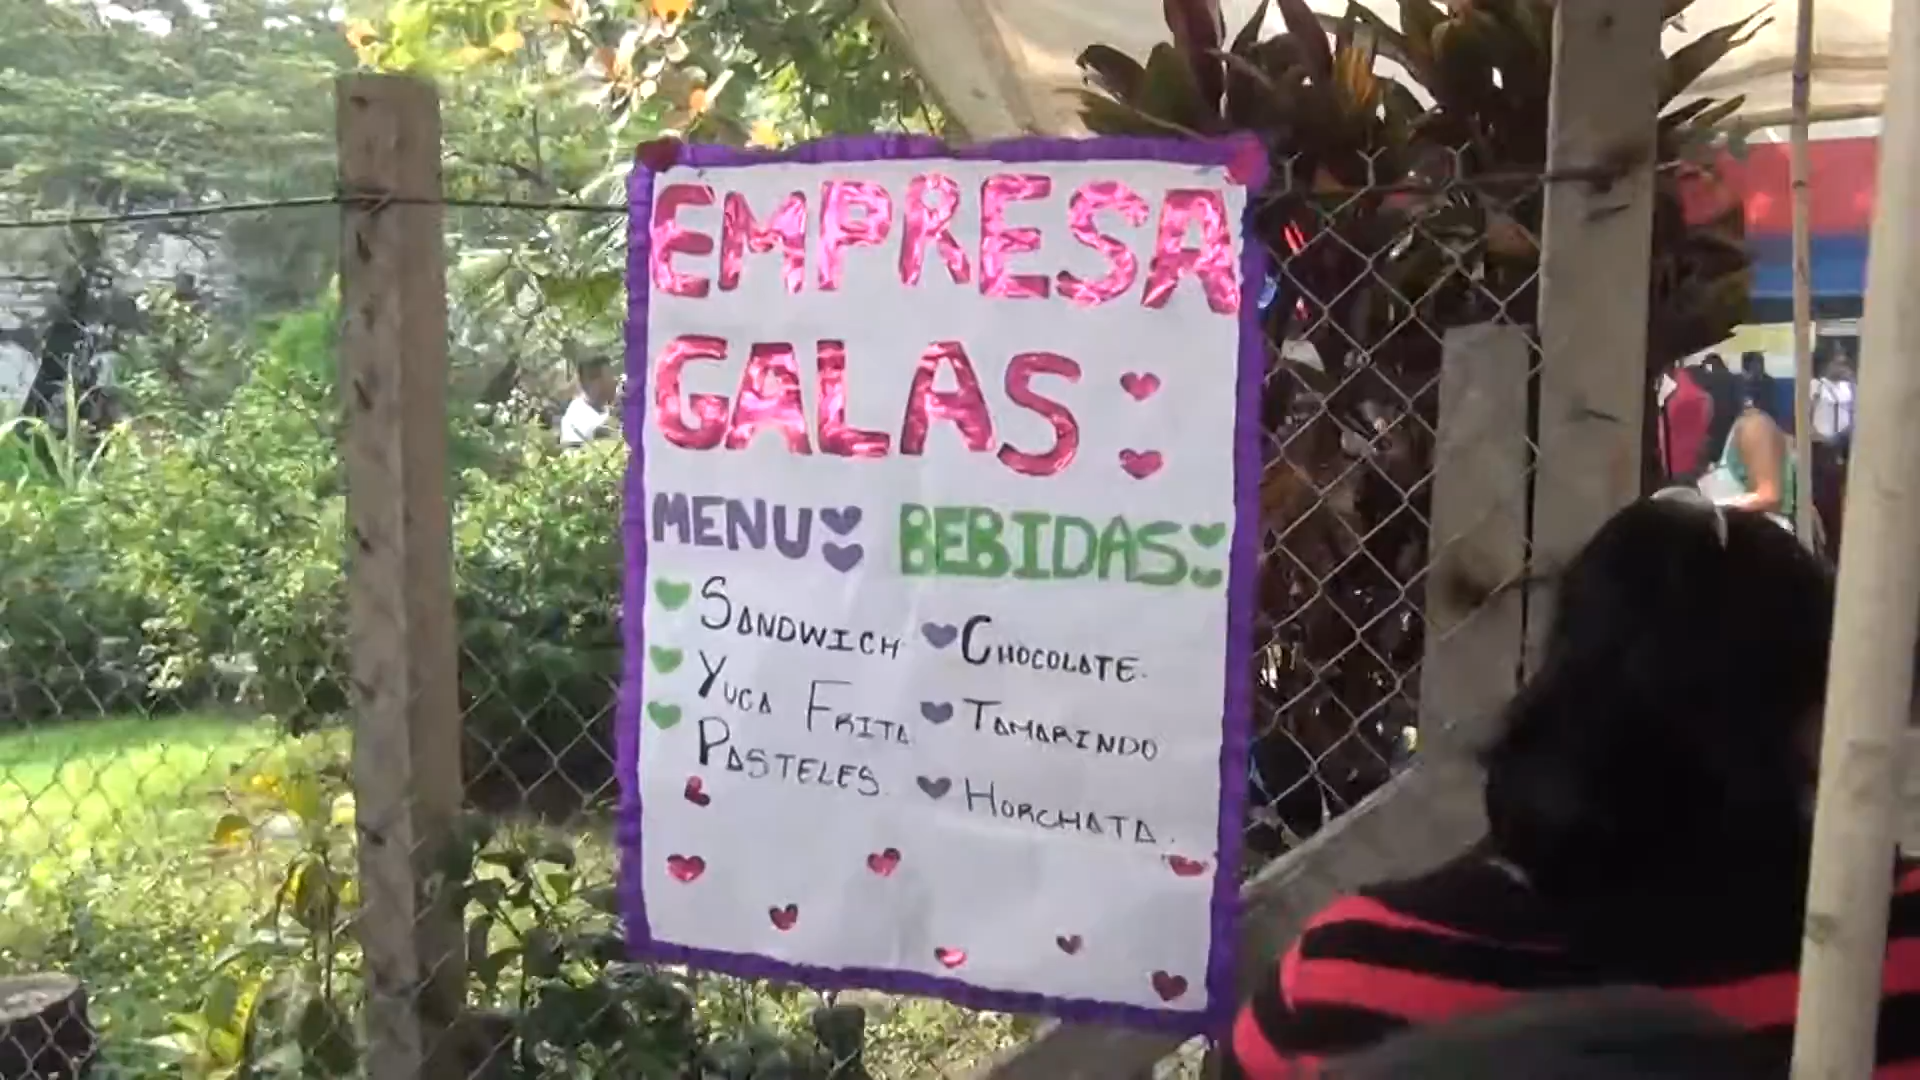 EMPRESA
GALAS:
MENU:
SANDWICH
YUCA FRITA
PASTELES.
BEBIDAS:
CHOCOLATE.
TAMARINDO
HORCHATA.